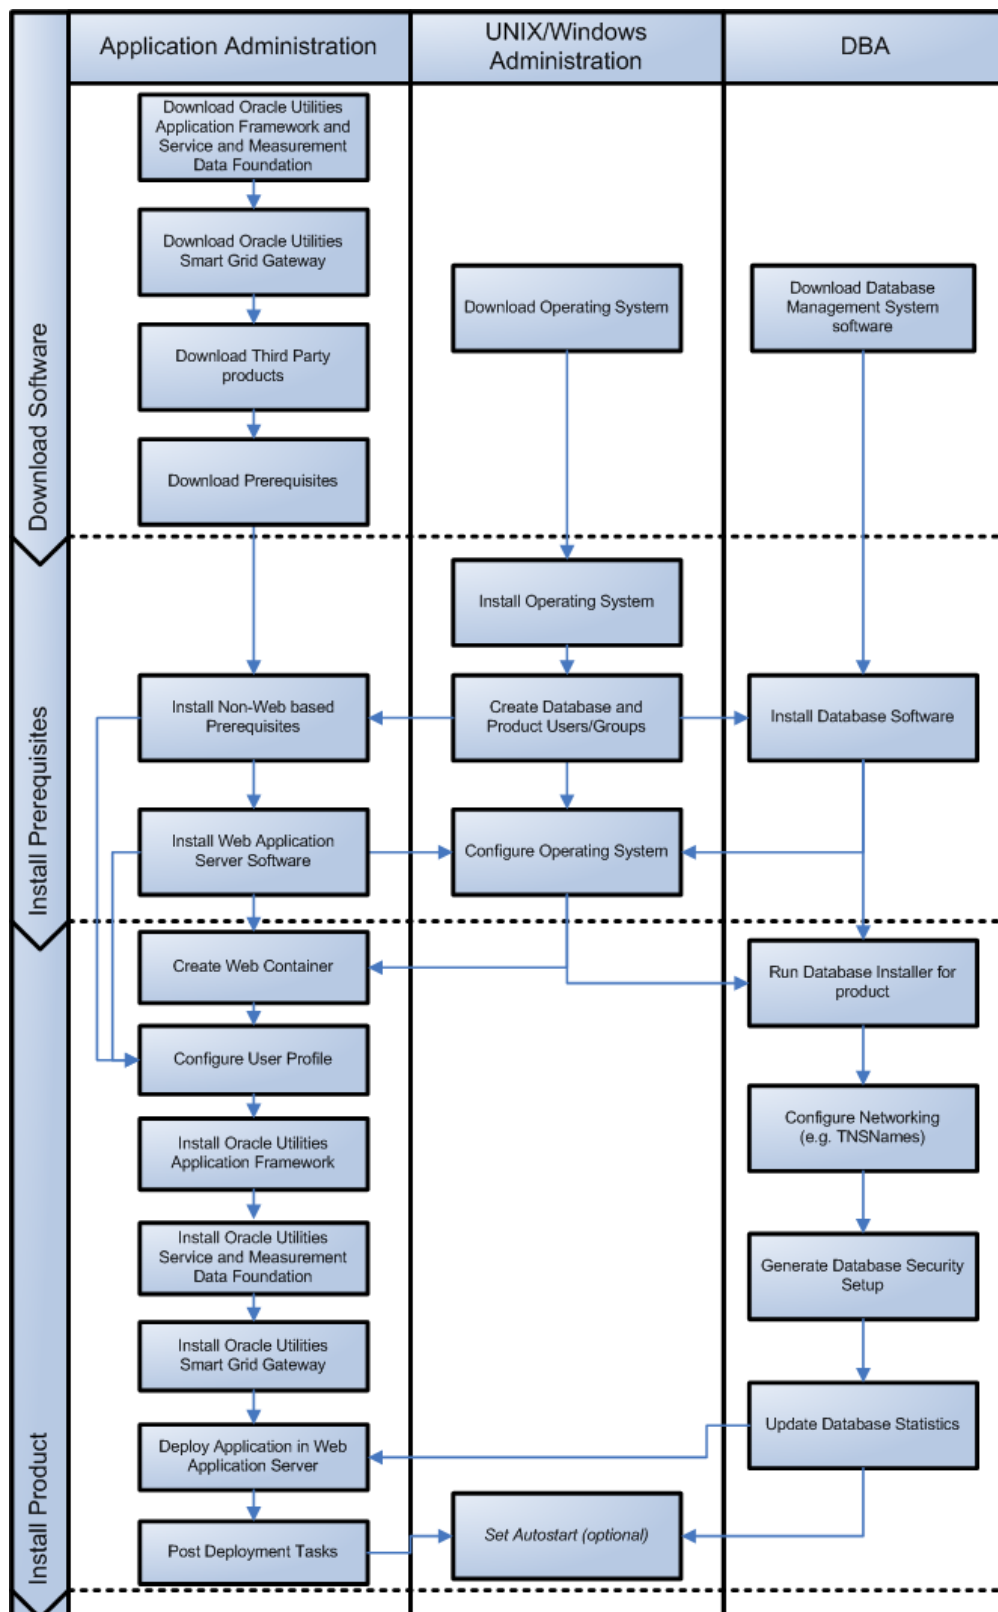 Application Administration
UNIX/Windows
Administration
DBA
Download Software
Download Oracle Utilities
Application Framework and
Service and Measurement
Data Foundation
Download Oracle Utilities
Smart Grid Gateway
Download Third Party
products
Download Prerequisites
Download Operating System
Download Database
Management System
software
Install Prerequisites
Install Operating System
Install Non-Web based
Prerequisites
Create Database and
Product Users/Groups
Install Database Software
Install Web Application
Server Software
Configure Operating System
Install Product
Create Web Container
Run Database Installer for
product
Configure User Profile
Configure Networking
(e.g. TNSNames)
Install Oracle Utilities
Application Framework
Install Oracle Utilities
Service and Measurement
Data Foundation
Generate Database Security
Setup
Install Oracle Utilities
Smart Grid Gateway
Update Database Statistics
Deploy Application in Web
Application Server
Post Deployment Tasks
Set Autostart (optional)